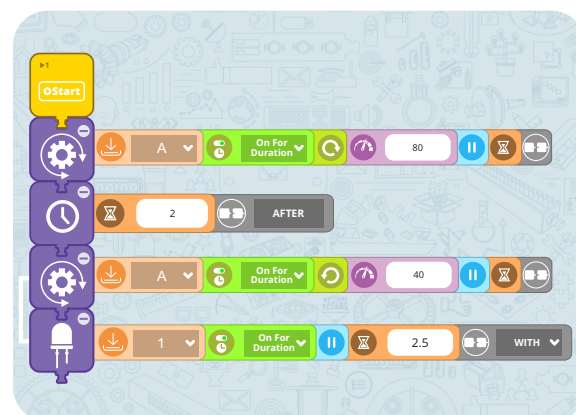 1
Start
A
On For
Duration
80
2
AFTER
A
On For
Duration
40
1
On For
Duration
2.5
WITH